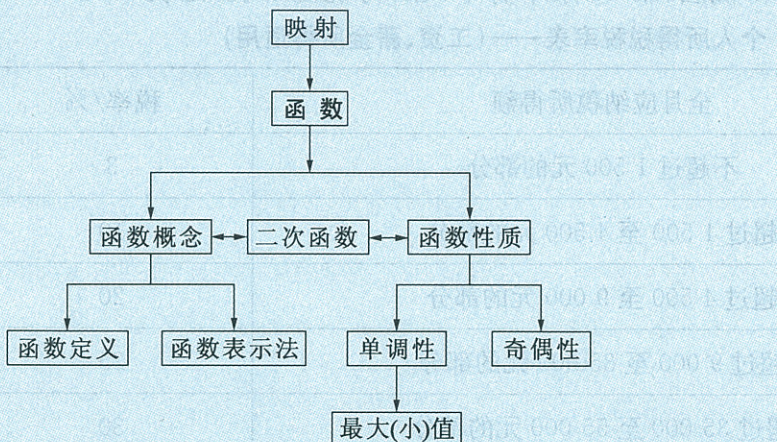 映射
函数
函数概念
二次函数
函数性质
函数定义
函数表示法
单调性
奇偶性
最大(小)值